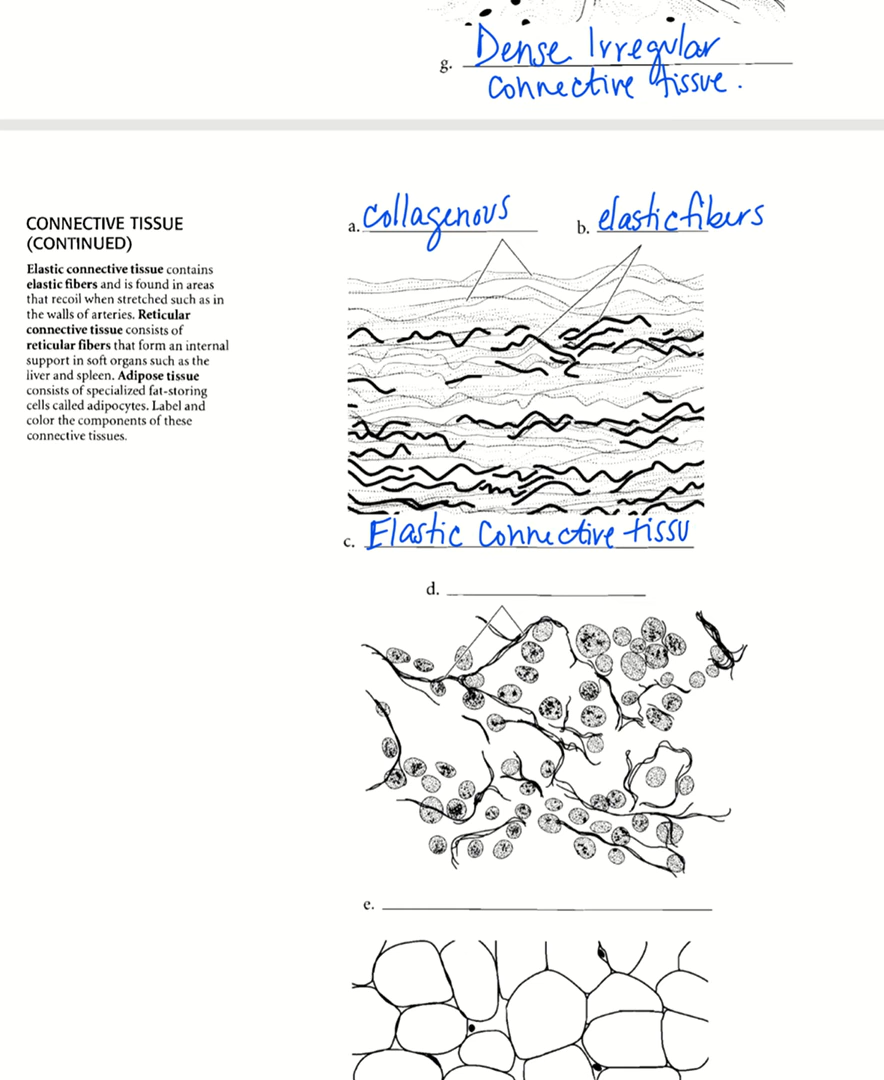 g. Dense Irregular
connective tissue.
CONNECTIVE TISSUE
(CONTINUED)
Elastic connective tissue contains
elastic fibers and is found in areas
that recoil when stretched such as in
the walls of arteries. Reticular
connective tissue consists of
reticular fibers that form an internal
support in soft organs such as the
liver and spleen. Adipose tissue
consists of specialized fat-storing
cells called adipocytes. Label and
color the components of these
connective tissues.
a. collagenous
b. elastic fibers
c. Elastic Connective tissu
d.
e.